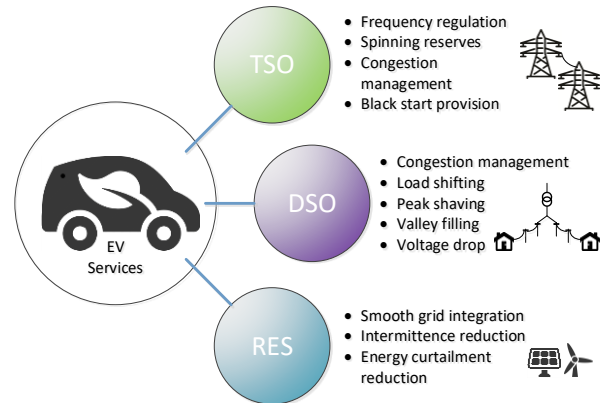 TSO
• Frequency regulation
• Spinning reserves
• Congestion
management
• Black start provision
EV
Services
DSO
• Congestion management
• Load shifting
• Peak shaving
• Valley filling
• Voltage drop
RES
• Smooth grid integration
• Intermittence reduction
• Energy curtailment
reduction